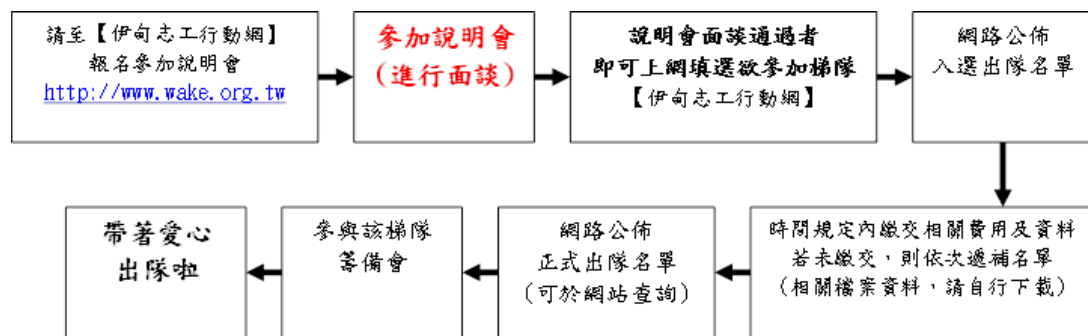 請至【伊甸志工行動網】
報名參加說明會
http://www.wake.org.tw
參加說明會
(進行面談)
說明會面談通過者
即可上網填選欲參加梯隊
【伊甸志工行動網】
網路公佈
入選出隊名單
時間規定內繳交相關費用及資料
若未繳交，則依次遞補名單
(相關檔案資料，請自行下載)
網路公佈
正式出隊名單
(可於網站查詢)
參與該梯隊
籌備會
帶著愛心
出隊啦